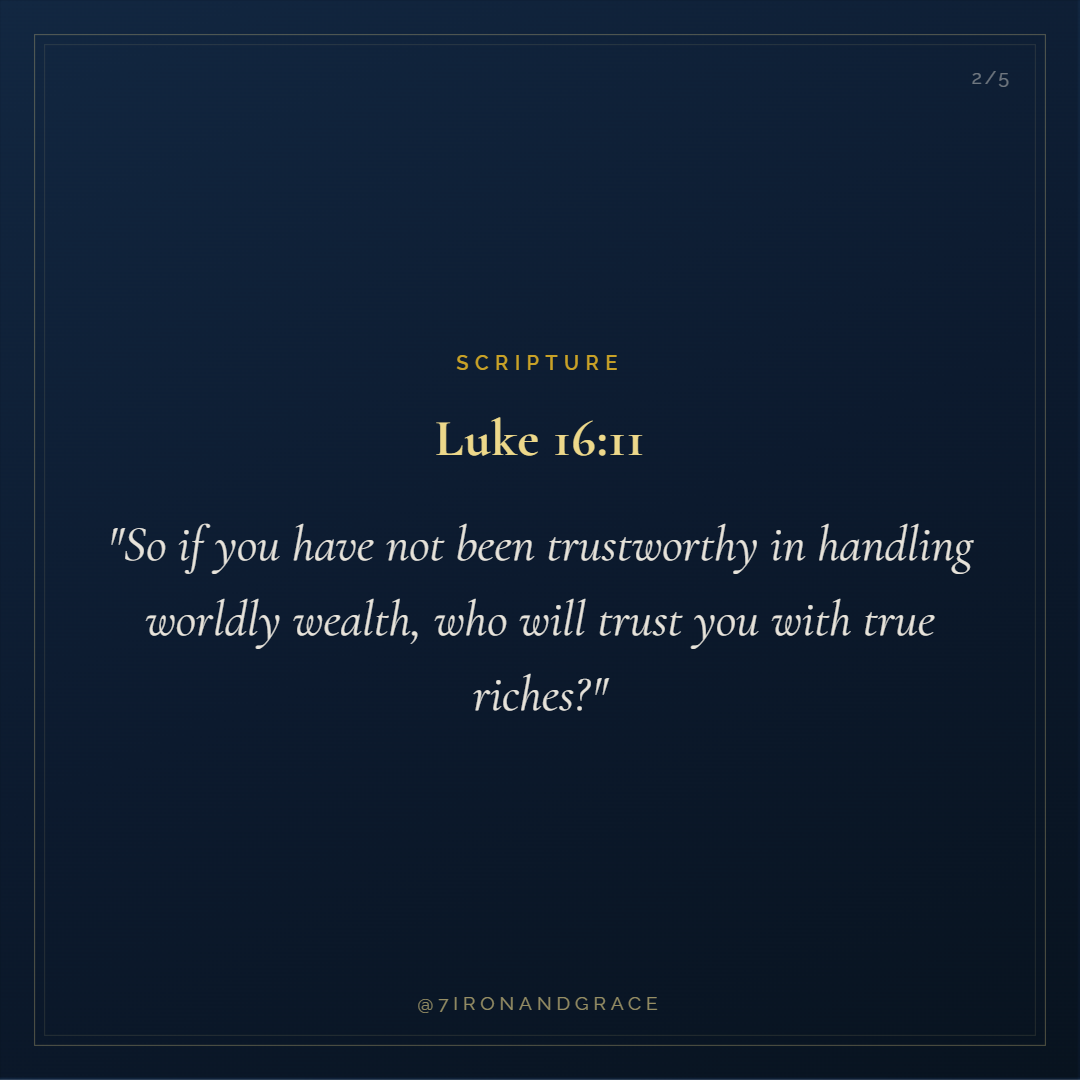 2/5
SCRIPTURE
Luke 16:11
"So if you have not been trustworthy in handling
worldly wealth, who will trust you with true
riches?"
@7IRONANDGRACE